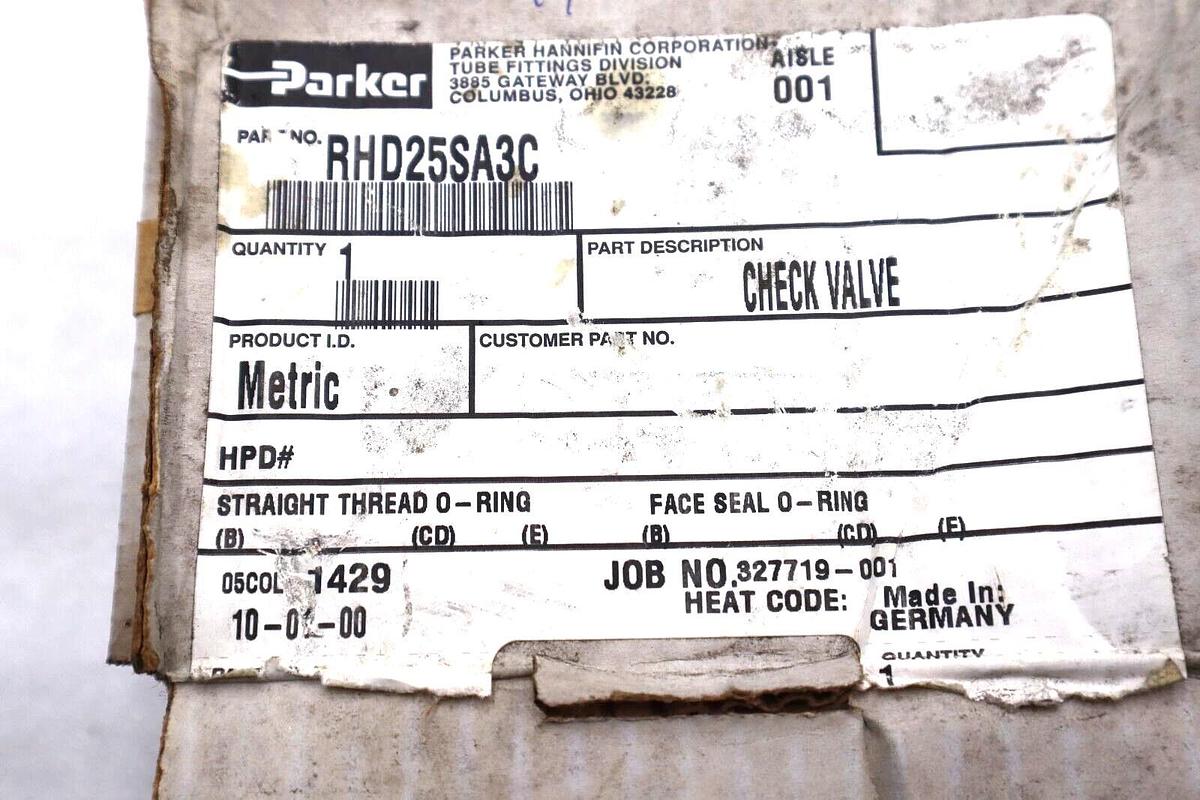 Parker
PARKER HANNIFIN CORPORATION
TUBE FITTINGS DIVISION
3885 GATEWAY BLVD.
COLUMBUS, OHIO 43228
AISLE
001
PART NO. RHD25SA3C
QUANTITY 1
PART DESCRIPTION
CHECK VALVE
PRODUCT I.D.
Metric
CUSTOMER PART NO.
HPD#
STRAIGHT THREAD O-RING FACE SEAL O-RING
(B) (CD) (E) (B) (CD) (E)
05COL 1429
JOB NO. 327719-001
10- -00
HEAT CODE:
Made In:
GERMANY
QUANTITY
1